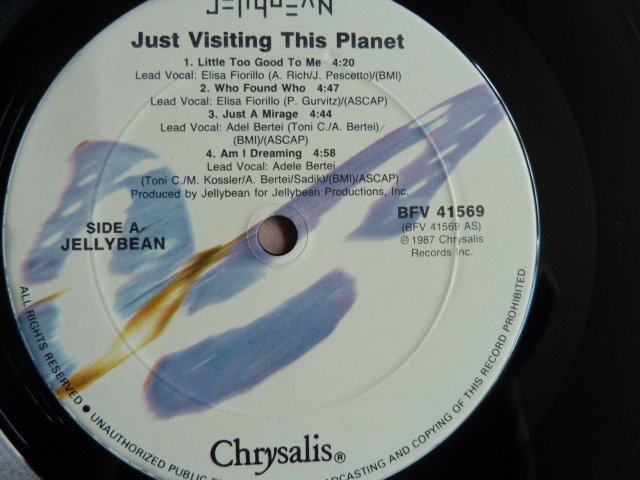 Just Visiting This Planet
1. Little Too Good To Me 4:20
Lead Vocal: Elisa Fiorillo (A. Rich/J. Pescetto)/(BMI)
2. Who Found Who 4:47
Lead Vocal: Elisa Fiorillo (P. Gurvitz)/(ASCAP)
3. Just A Mirage 4:44
Lead Vocal: Adel Bertei (Toni C./A. Bertei)/
(BMI)/(ASCAP)
4. Am I Dreaming 4:58
Lead Vocal: Adele Bertei
(Toni C./M. Kossler/A. Bertei/Sadik)/(BMI)/ASCAP)
Produced by Jellybean for Jellybean Productions, Inc.
SIDE A
JELLYBEAN
BFV 41569
(BFV 41569 AS)
℗ 1987 Chrysalis
Records Inc.
Chrysalis®
ALL RIGHTS RESERVED • UNAUTHORIZED PUBLIC BROADCASTING AND COPYING OF THIS RECORD PROHIBITED